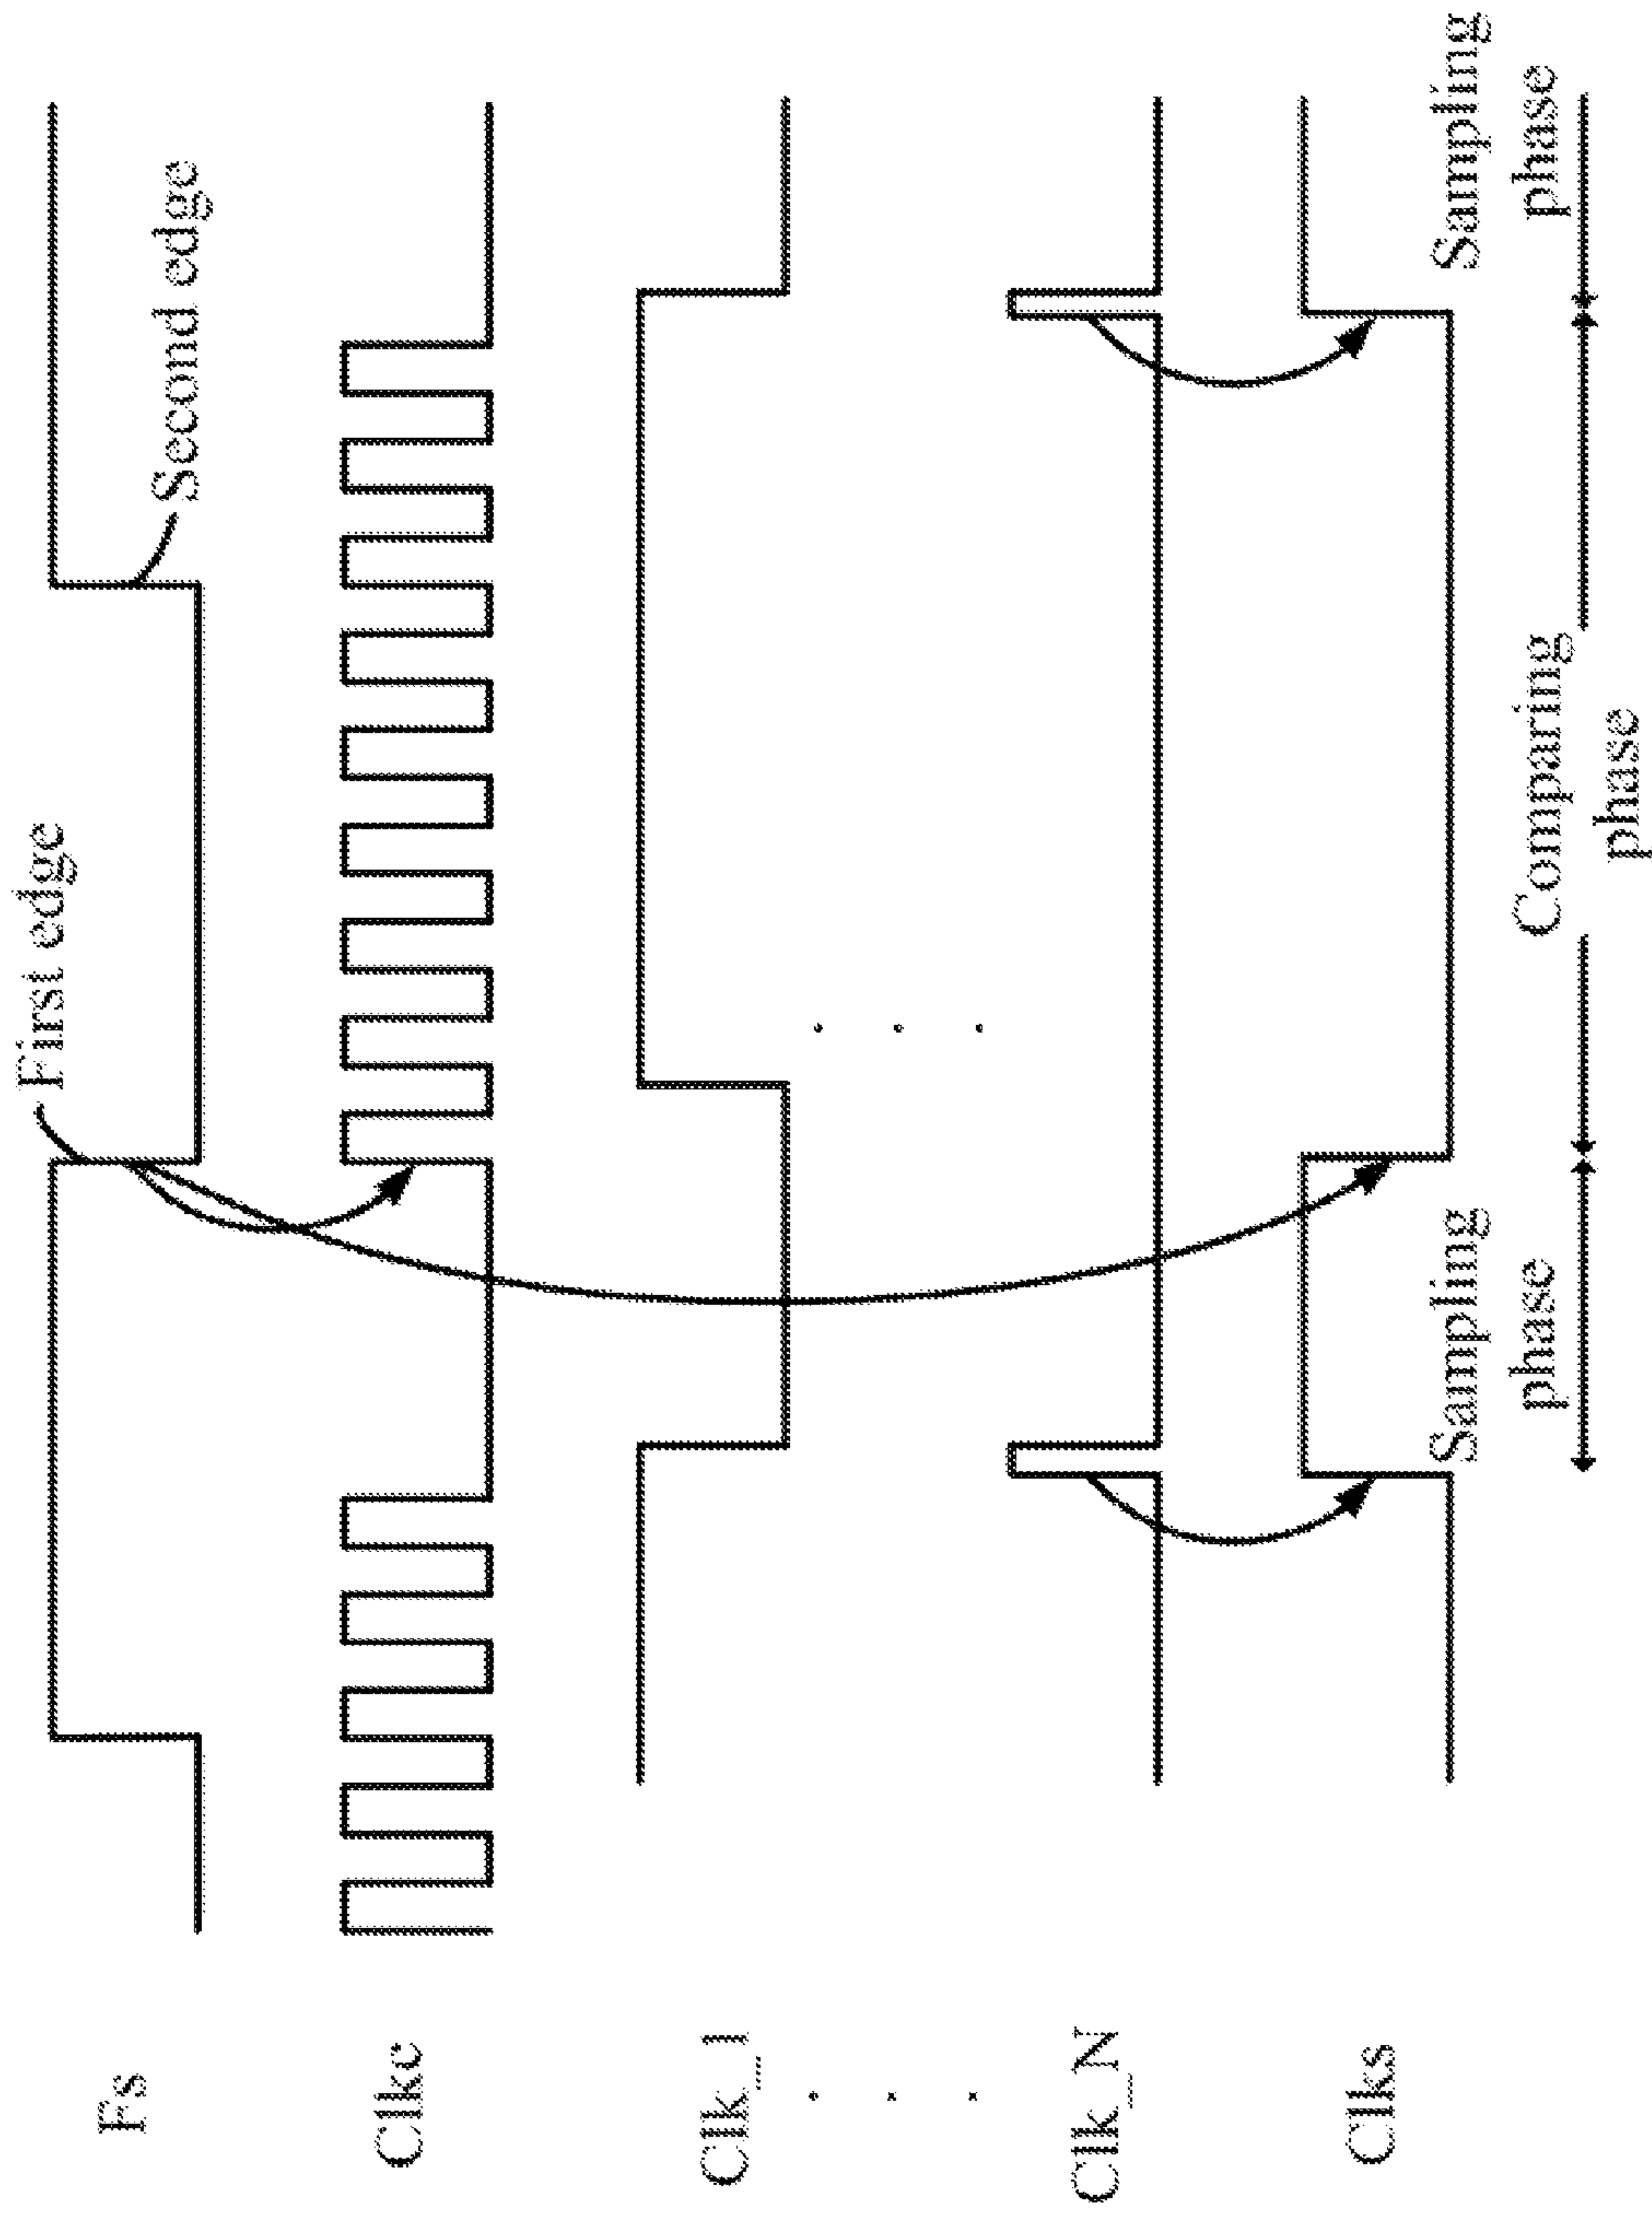 First edge
Second edge
Fs
Clkc
Clk_1
Clk_N
Clks
Sampling
phase
Comparing
phase
Sampling
phase